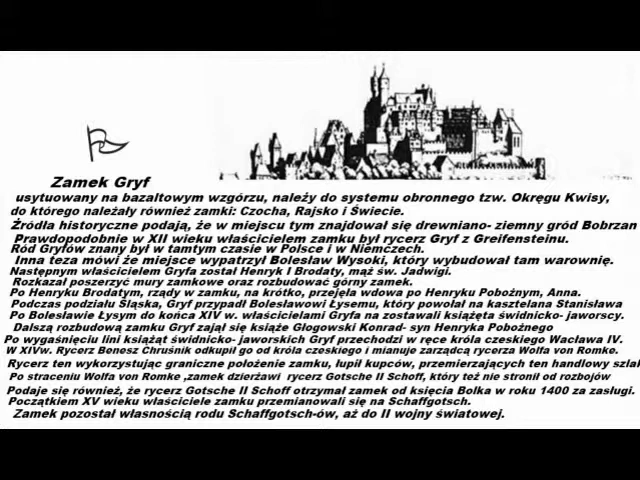 Zamek Gryf
usytuowany na bazaltowym wzgórzu, należy do systemu obronnego tzw. Okręgu Kwisy,
do którego należały również zamki: Czocha, Rajsko i Świecie.
Źródła historyczne podają, że w miejscu tym znajdował się drewniano- ziemny gród Bobrzan
Prawdopodobnie w XII wieku właścicielem zamku był rycerz Gryf z Greifensteinu.
Ród Gryfów znany był w tamtym czasie w Polsce i w Niemczech.
Inna teza mówi że miejsce wypatrzył Bolesław Wysoki, który wybudował tam warownię.
Następnym właścicielem Gryfa został Henryk I Brodaty, mąż św. Jadwigi.
Rozkazał poszerzyć mury zamkowe oraz rozbudować górny zamek.
Po Henryku Brodatym, rządy w zamku, na krótko, przejęła wdowa po Henryku Pobożnym, Anna.
Podczas podziału Śląska, Gryf przypadł Bolesławowi Łysemu, który powołał na kasztelana Stanisława
Po Bolesławie Łysym do końca XIV w. właścicielami Gryfa na zostawali książęta świdnicko- jaworscy.
Dalszą rozbudową zamku Gryf zajął się książe Głogowski Konrad- syn Henryka Pobożnego
Po wygaśnięciu lini książąt świdnicko- jaworskich Gryf przechodzi w ręce króla czeskiego Wacława IV.
W XIVw. Rycerz Benesz Chruśnik odkupił go od króla czeskiego i mianuje zarządcą rycerza Wolfa von Romke.
Rycerz ten wykorzystując graniczne położenie zamku, łupił kupców, przemierzających ten handlowy szlak
Po straceniu Wolfa von Romke ,zamek dzierżawi rycerz Gotsche II Schoff, który też nie stronił od rozbojów
Podaje się również, że rycerz Gotsche II Schoff otrzymał zamek od księcia Bolka w roku 1400 za zasługi.
Początkiem XV wieku właściciele zamku przemianowali się na Schaffgotsch.
Zamek pozostał własnością rodu Schaffgotsch-ów, aż do II wojny światowej.